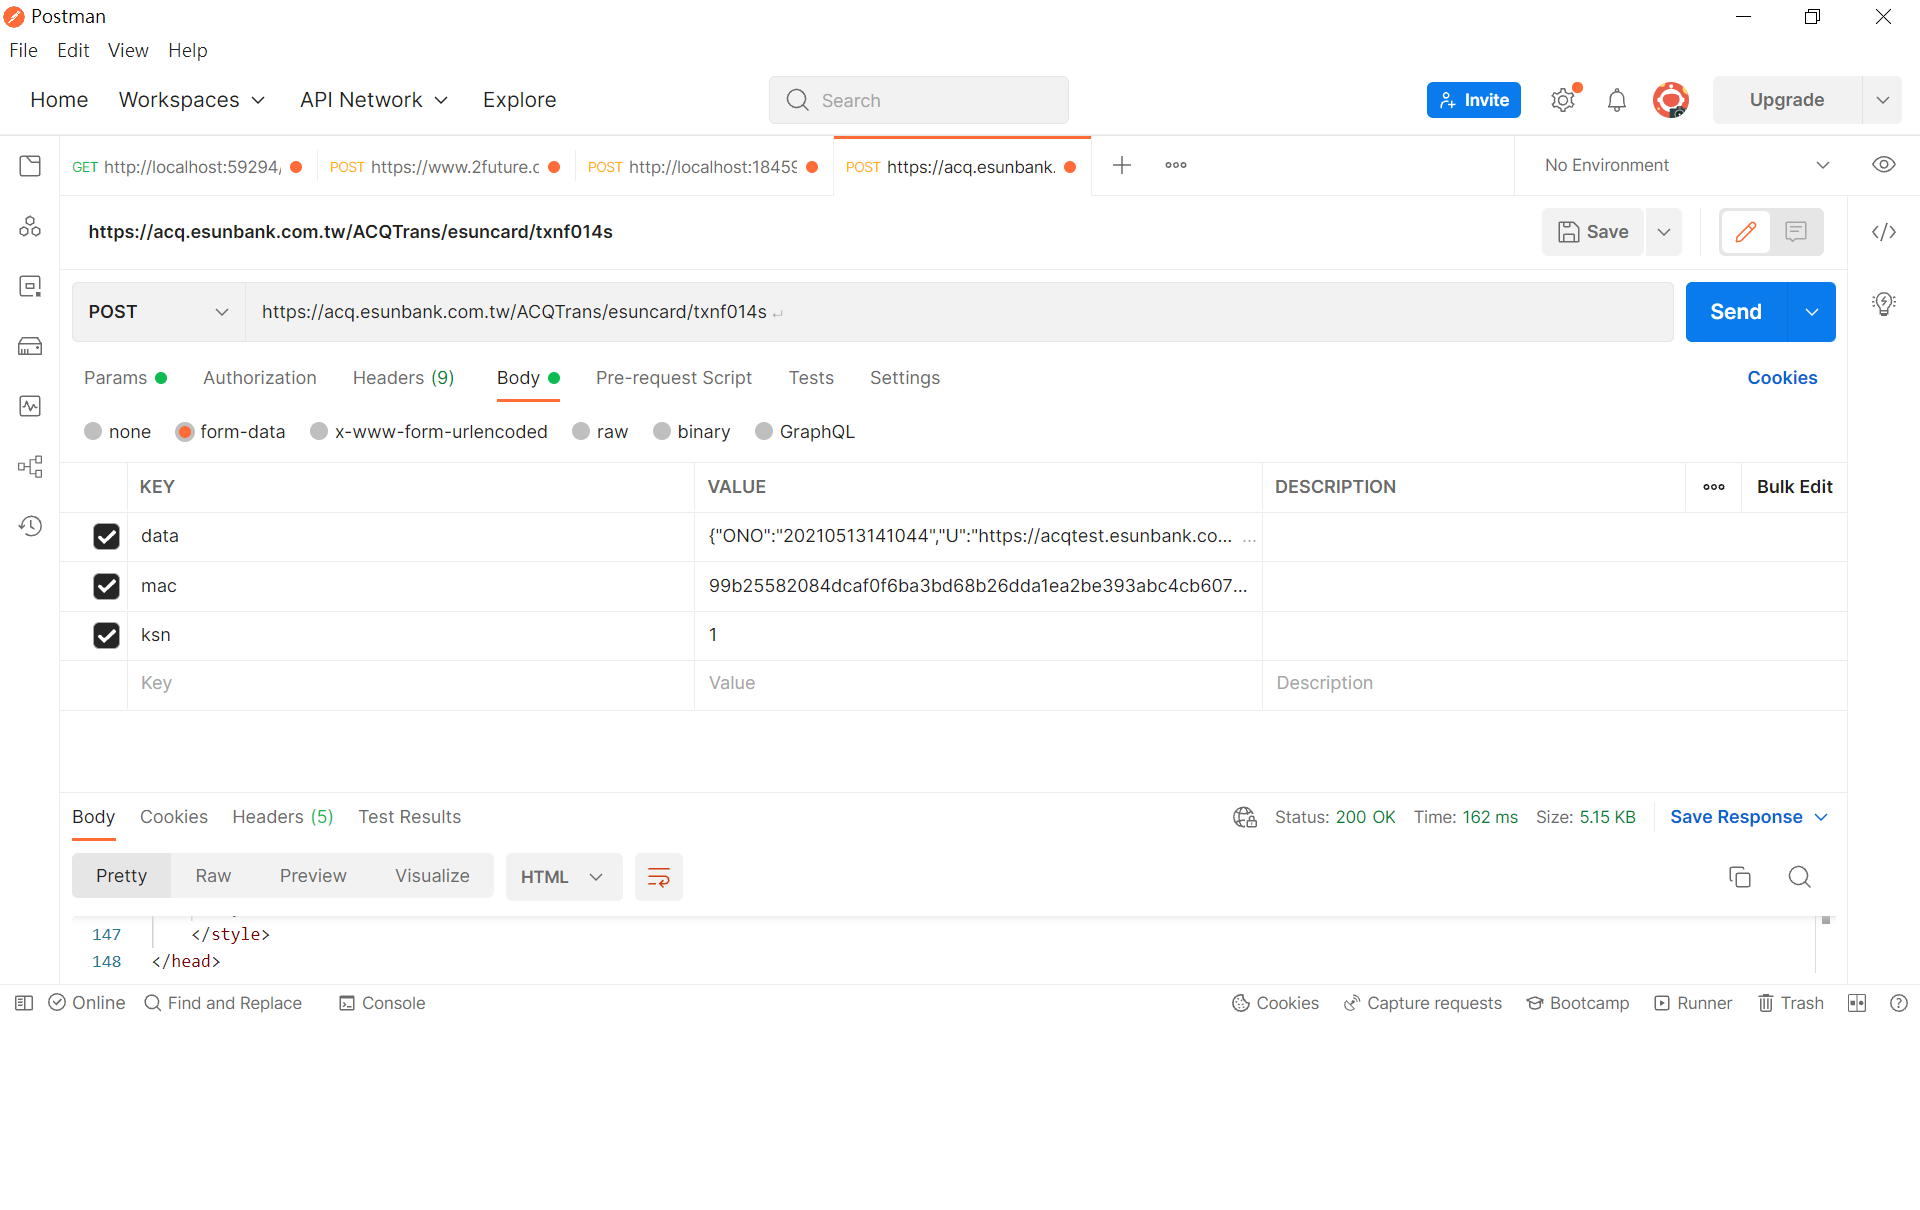 Postman
File Edit View Help
Home Workspaces API Network Explore Search Invite Upgrade
GET http://localhost:59294/ POST https://www.2future.c POST http://localhost:18459 POST https://acq.esunbank. No Environment
https://acq.esunbank.com.tw/ACQTrans/esuncard/txnf014s Save
POST https://acq.esunbank.com.tw/ACQTrans/esuncard/txnf014s Send
Params Authorization Headers (9) Body Pre-request Script Tests Settings Cookies
none form-data x-www-form-urlencoded raw binary GraphQL
KEY VALUE DESCRIPTION Bulk Edit
data {"ONO":"20210513141044","U":"https://acqtest.esunbank.co... ...
mac 99b25582084dcaf0f6ba3bd68b26dda1ea2be393abc4cb607...
ksn 1
Key Value Description
Body Cookies Headers (5) Test Results Status: 200 OK Time: 162 ms Size: 5.15 KB Save Response
Pretty Raw Preview Visualize HTML
147 </style>
148 </head>
Online Find and Replace Console Cookies Capture requests Bootcamp Runner Trash